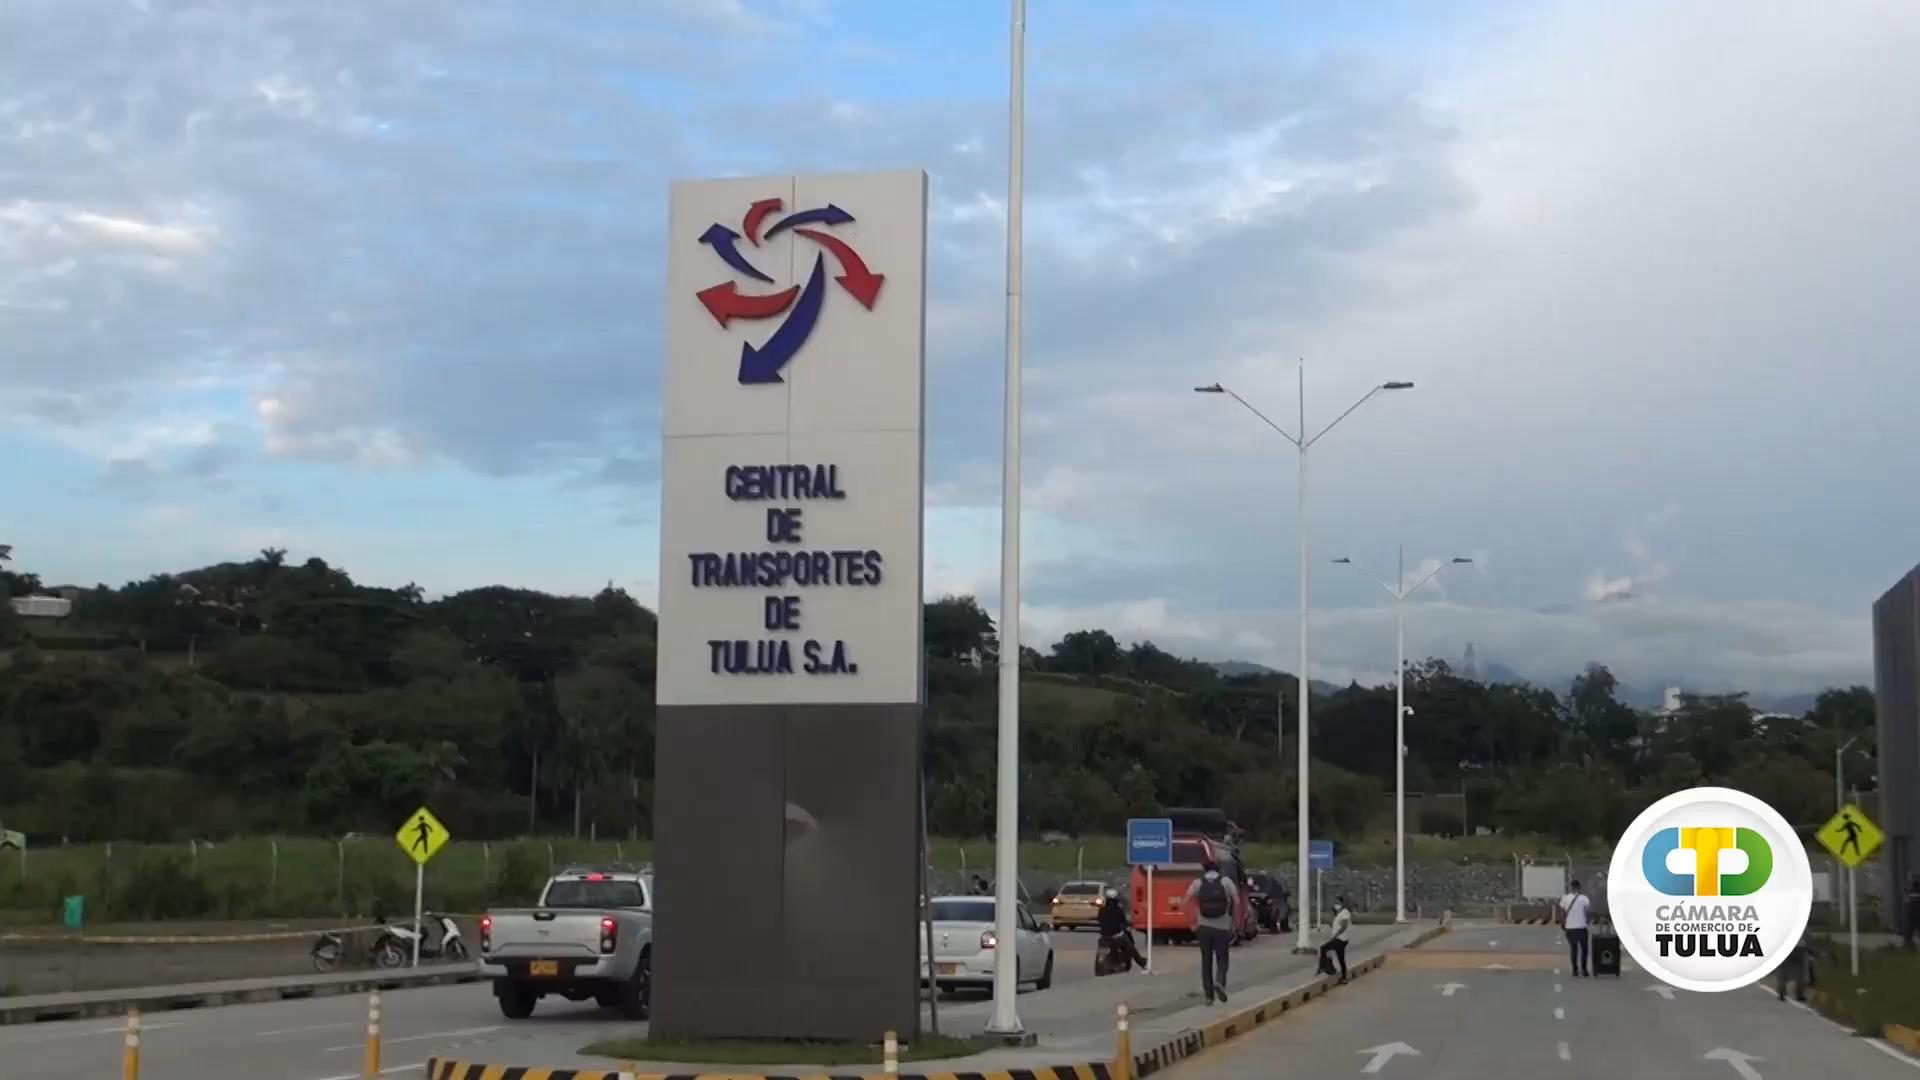 CENTRAL
DE
TRANSPORTES
DE
TULUA S.A.
CÁMARA
DE COMERCIO DE
TULUÁ